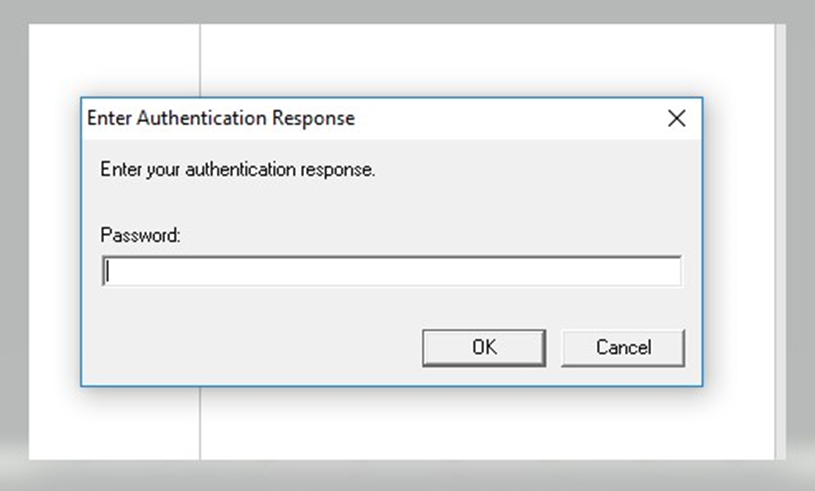 Enter Authentication Response
Enter your authentication response.
Password:
OK
Cancel